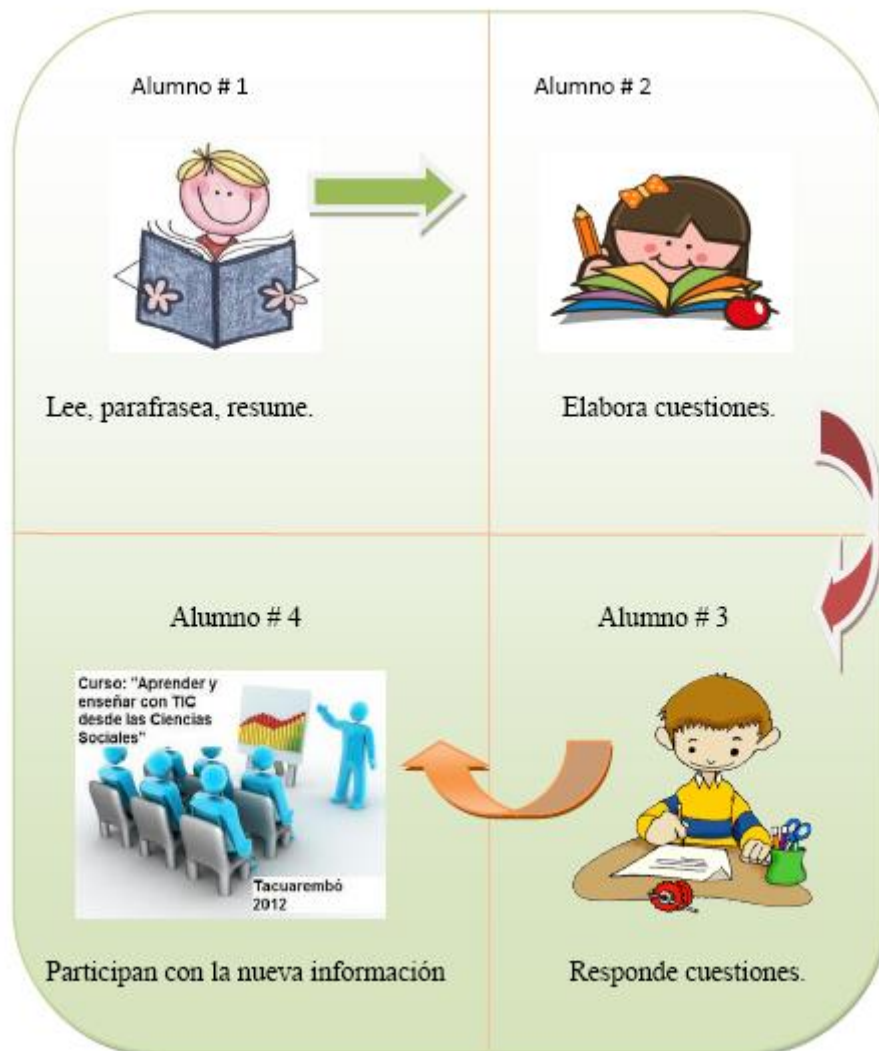 Alumno # 1
Alumno # 2
Lee, parafrasea, resume.
Elabora cuestiones.
Alumno # 4
Alumno # 3
Curso: "Aprender y
enseñar con TIC
desde las Ciencias
Sociales"
Tacuarembó
2012
Participan con la nueva información
Responde cuestiones.